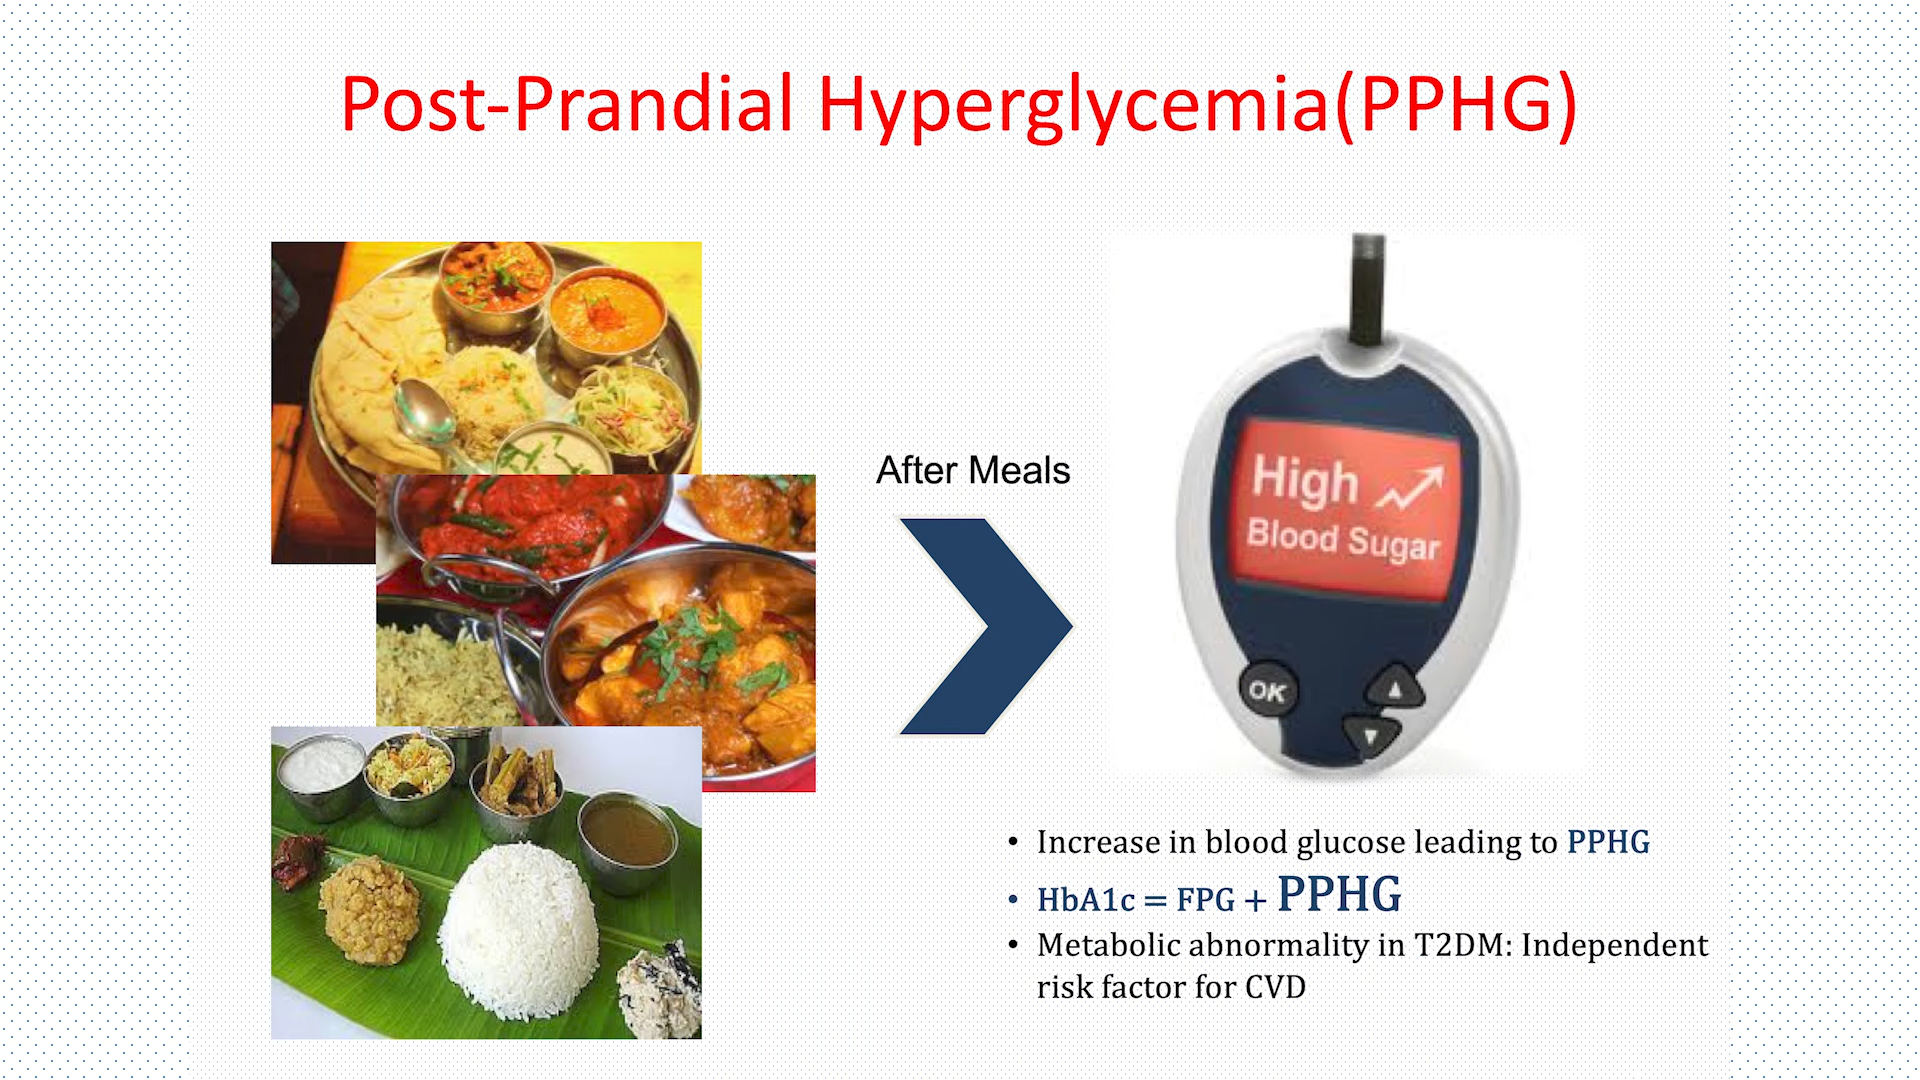 Post-Prandial Hyperglycemia(PPHG)
After Meals
High
Blood Sugar
OK
• Increase in blood glucose leading to PPHG
• HbA1c = FPG + PPHG
• Metabolic abnormality in T2DM: Independent
risk factor for CVD